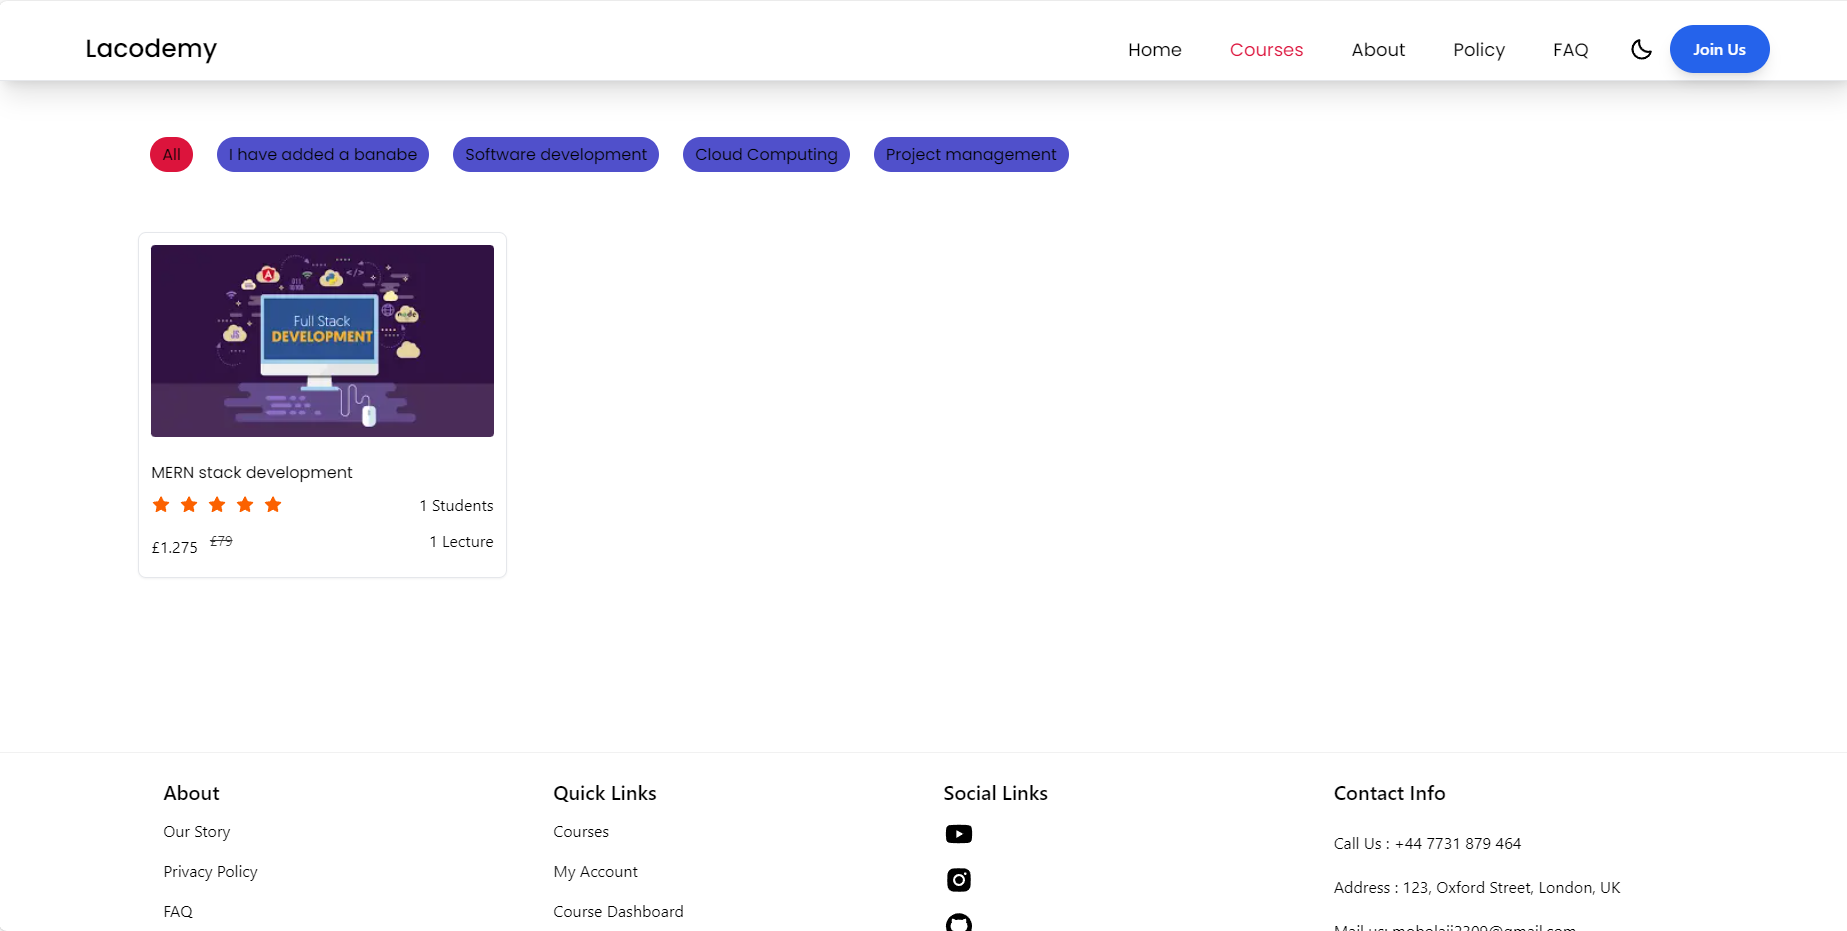 Lacodemy
Home Courses About Policy FAQ Join Us
All I have added a banabe Software development Cloud Computing Project management
Full Stack
DEVELOPMENT
node
MERN stack development
1 Students
£1.275 £79 1 Lecture
About Quick Links Social Links Contact Info
Our Story Courses
Call Us : +44 7731 879 464
Privacy Policy My Account
Address : 123, Oxford Street, London, UK
FAQ Course Dashboard